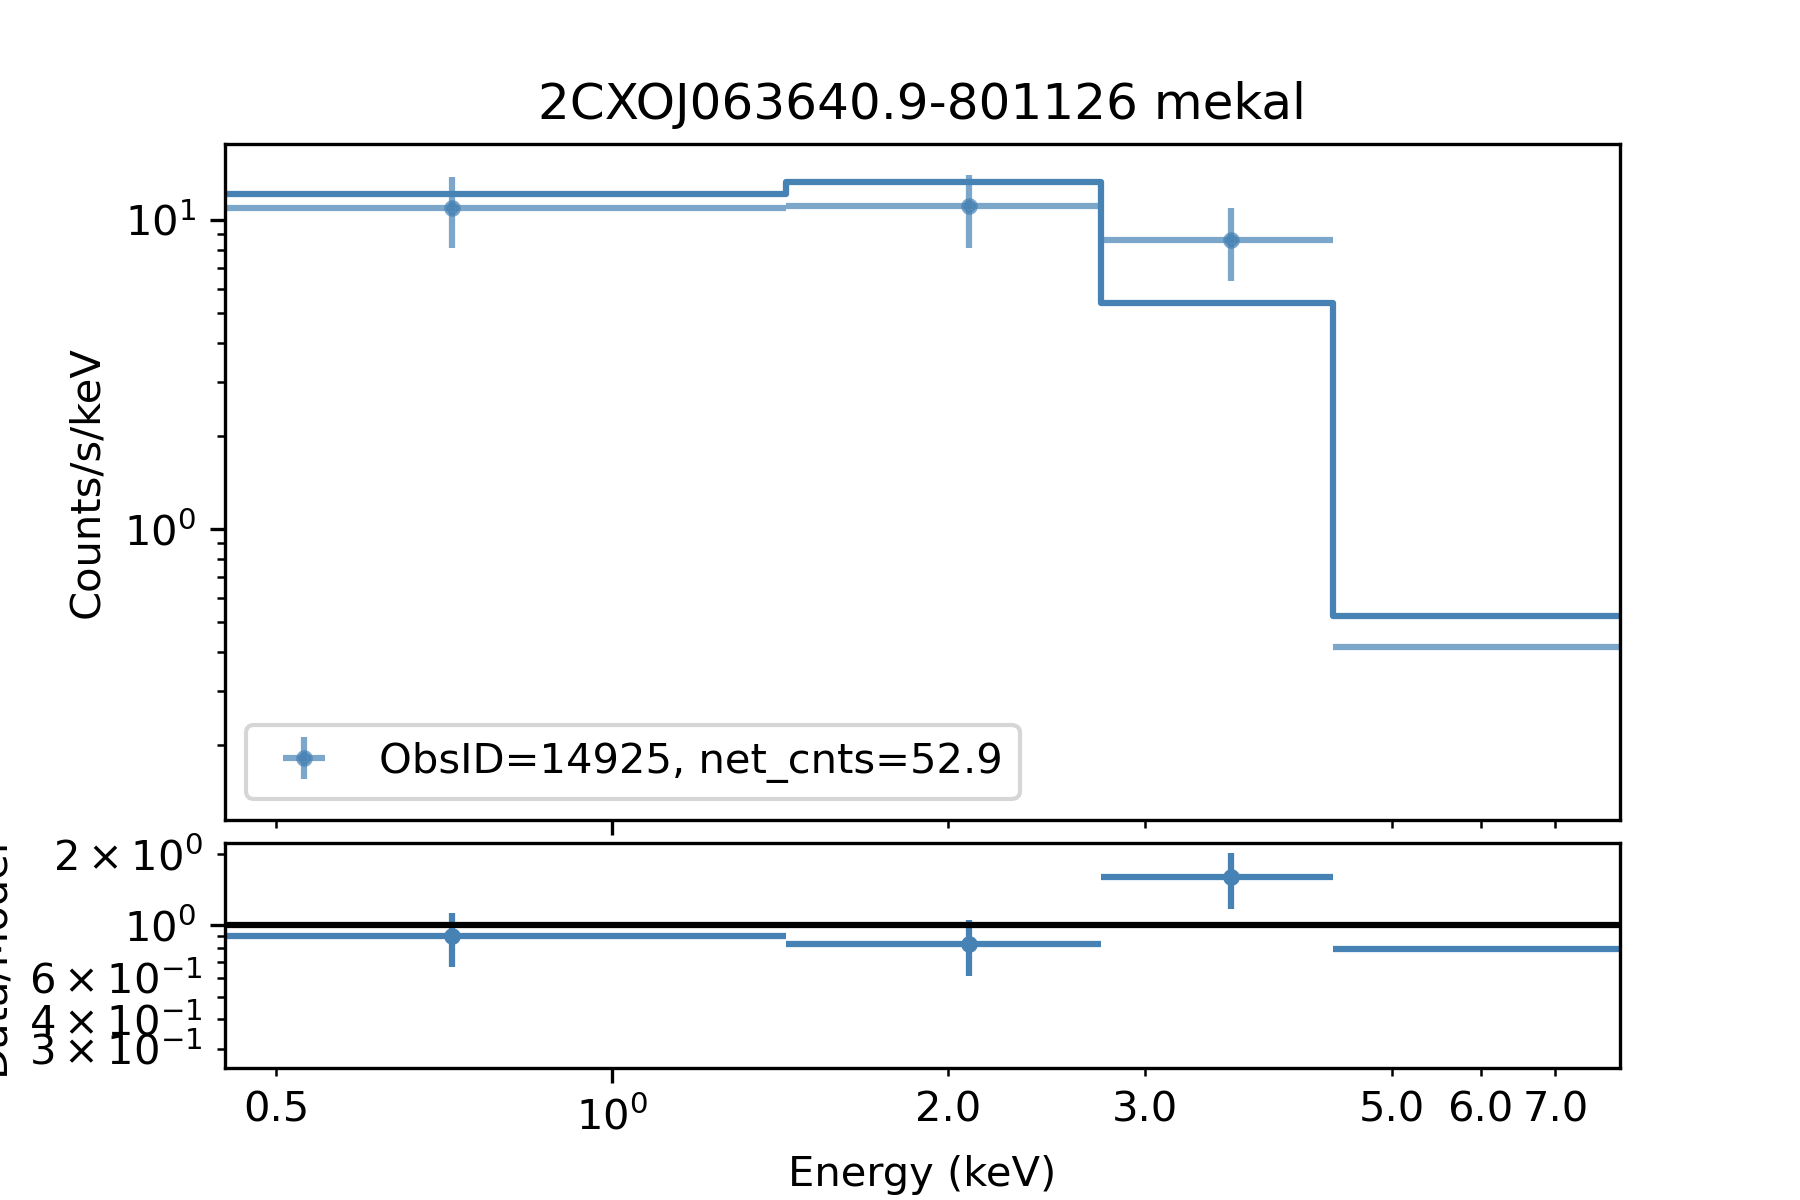 2CXOJ063640.9-801126 mekal
10¹
10⁰
Counts/s/keV
ObsID=14925, net_cnts=52.9
2 × 10⁰
10⁰
6 × 10⁻¹
4 × 10⁻¹
3 × 10⁻¹
Data/Model
0.5 10⁰ 2.0 3.0 5.0 6.0 7.0
Energy (keV)